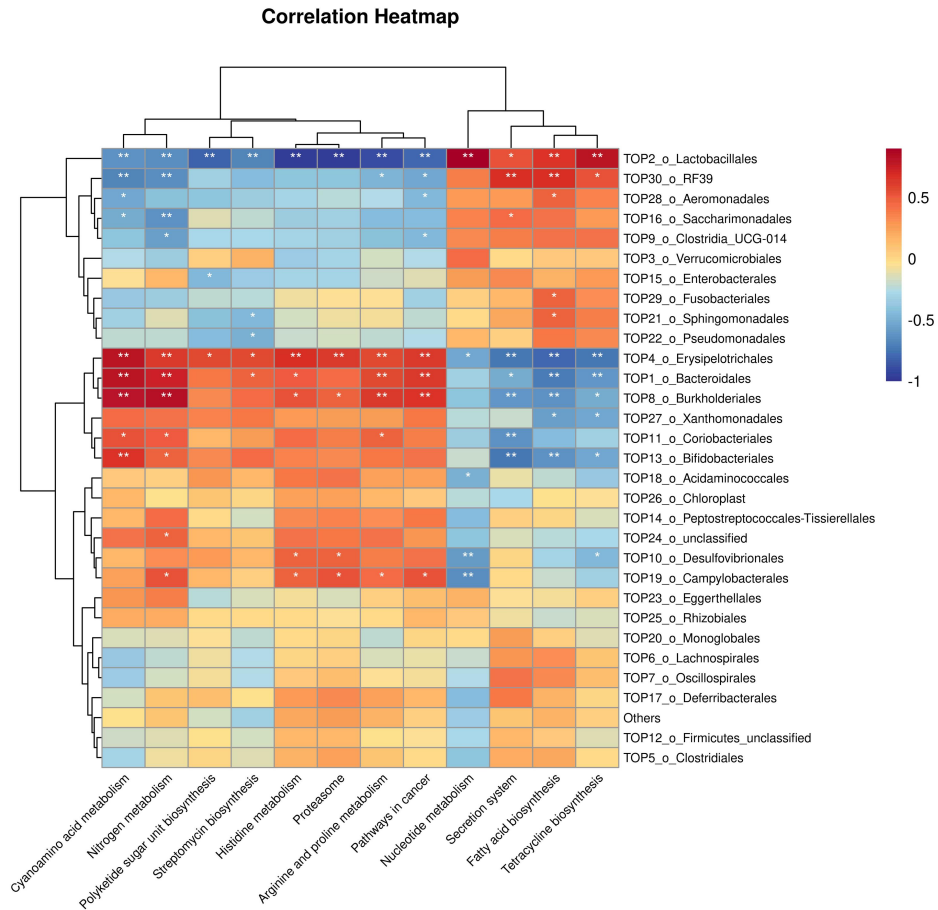 Correlation Heatmap
** ** ** ** ** ** ** ** ** * ** ** TOP2_o_Lactobacillales
** ** * * ** ** * TOP30_o_RF39
* * * TOP28_o_Aeromonadales
* ** * TOP16_o_Saccharimonadales
* * TOP9_o_Clostridia_UCG-014
TOP3_o_Verrucomicrobiales
* TOP15_o_Enterobacterales
* TOP29_o_Fusobacteriales
* * TOP21_o_Sphingomonadales
* TOP22_o_Pseudomonadales
** ** * * ** ** ** ** * ** ** ** TOP4_o_Erysipelotrichales
** ** * * ** ** * ** ** TOP1_o_Bacteroidales
** ** * * ** ** ** ** * TOP8_o_Burkholderiales
* * TOP27_o_Xanthomonadales
* * * ** TOP11_o_Coriobacteriales
** * ** ** * TOP13_o_Bifidobacteriales
* TOP18_o_Acidaminococcales
TOP26_o_Chloroplast
TOP14_o_Peptostreptococcales-Tissierellales
* TOP24_o_unclassified
* * ** * TOP10_o_Desulfovibrionales
* * * * * ** TOP19_o_Campylobacterales
TOP23_o_Eggerthellales
TOP25_o_Rhizobiales
TOP20_o_Monoglobales
TOP6_o_Lachnospirales
TOP7_o_Oscillospirales
TOP17_o_Deferribacterales
Others
TOP12_o_Firmicutes_unclassified
TOP5_o_Clostridiales
Cyanoamino acid metabolism
Nitrogen metabolism
Polyketide sugar unit biosynthesis
Streptomycin biosynthesis
Histidine metabolism
Proteasome
Arginine and proline metabolism
Pathways in cancer
Nucleotide metabolism
Secretion system
Fatty acid biosynthesis
Tetracycline biosynthesis
0.5
0
-0.5
-1